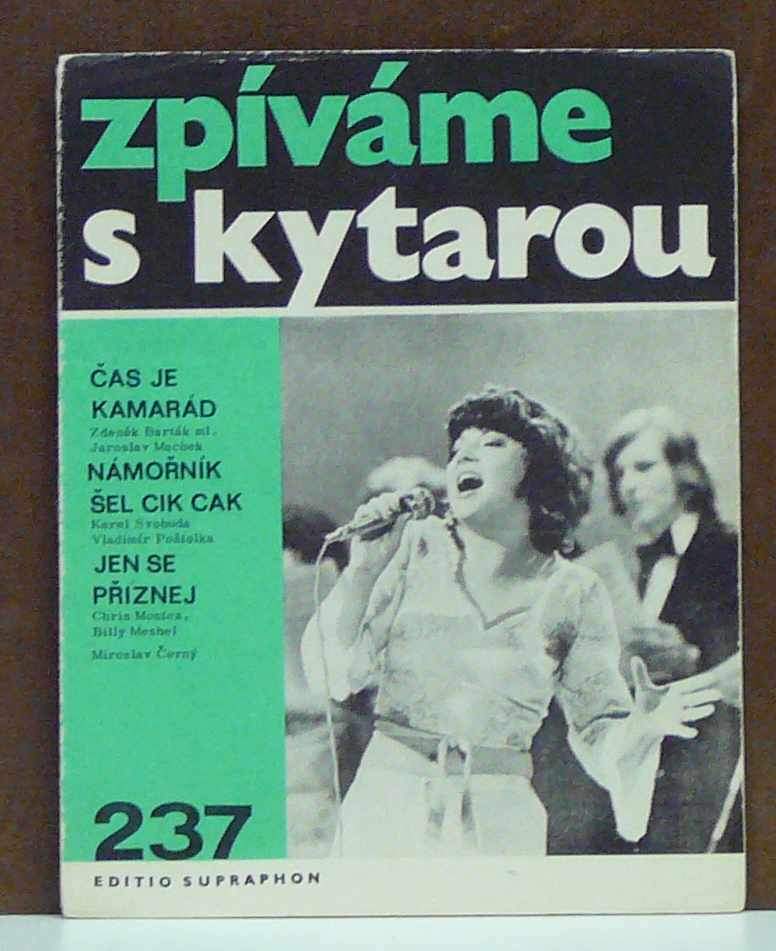 zpíváme
s kytarou
ČAS JE
KAMARÁD
Zdeněk Barták ml.
Jaroslav Machek
NÁMOŘNÍK
ŠEL CIK CAK
Karel Svoboda
Vladimír Poštulka
JEN SE
PŘIZNEJ
Chris Montez,
Billy Meshel
Miroslav Černý
237
EDITIO SUPRAPHON